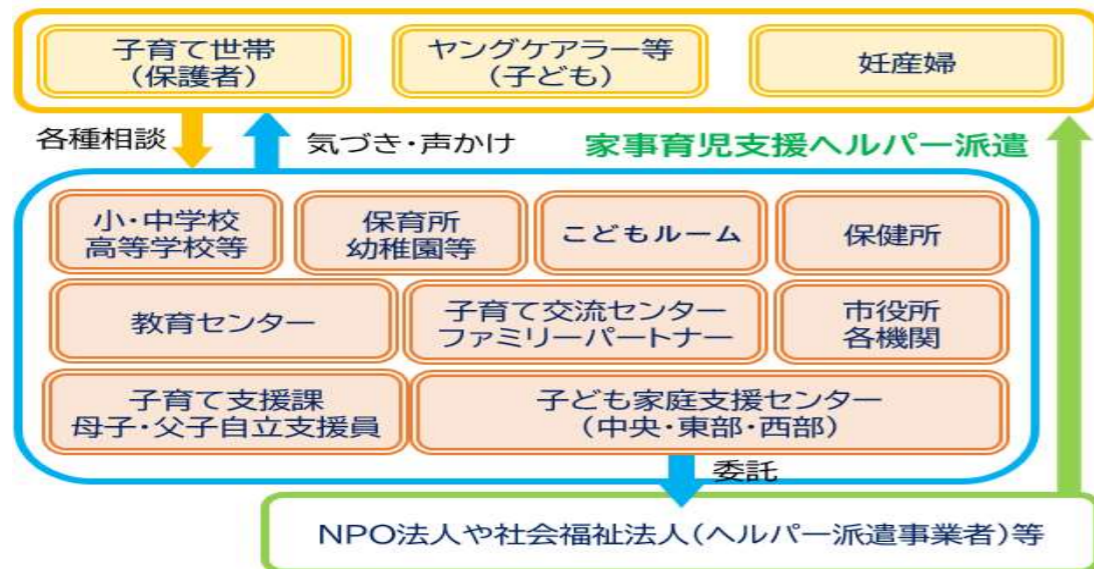 子育て世帯
(保護者)
ヤングケアラー等
(子ども)
妊産婦
各種相談
気づき・声かけ
家事育児支援ヘルパー派遣
小・中学校
高等学校等
保育所
幼稚園等
こどもルーム
保健所
教育センター
子育て交流センター
ファミリーパートナー
市役所
各機関
子育て支援課
母子・父子自立支援員
子ども家庭支援センター
(中央・東部・西部)
委託
NPO法人や社会福祉法人(ヘルパー派遣事業者)等